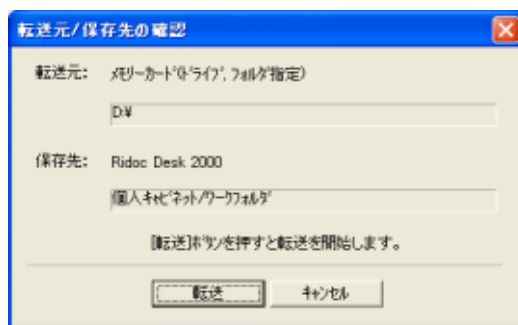 転送元/保存先の確認
転送元: ﾒﾓﾘｰｶｰﾄﾞ(ﾄﾞﾗｲﾌﾞ, ﾌｫﾙﾀﾞ指定)
D:¥
保存先: Ridoc Desk 2000
個人ｷｬﾋﾞﾈｯﾄ/ﾜｰｸﾌｫﾙﾀﾞ
[転送]ﾎﾞﾀﾝを押すと転送を開始します。
転送 ｷｬﾝｾﾙ